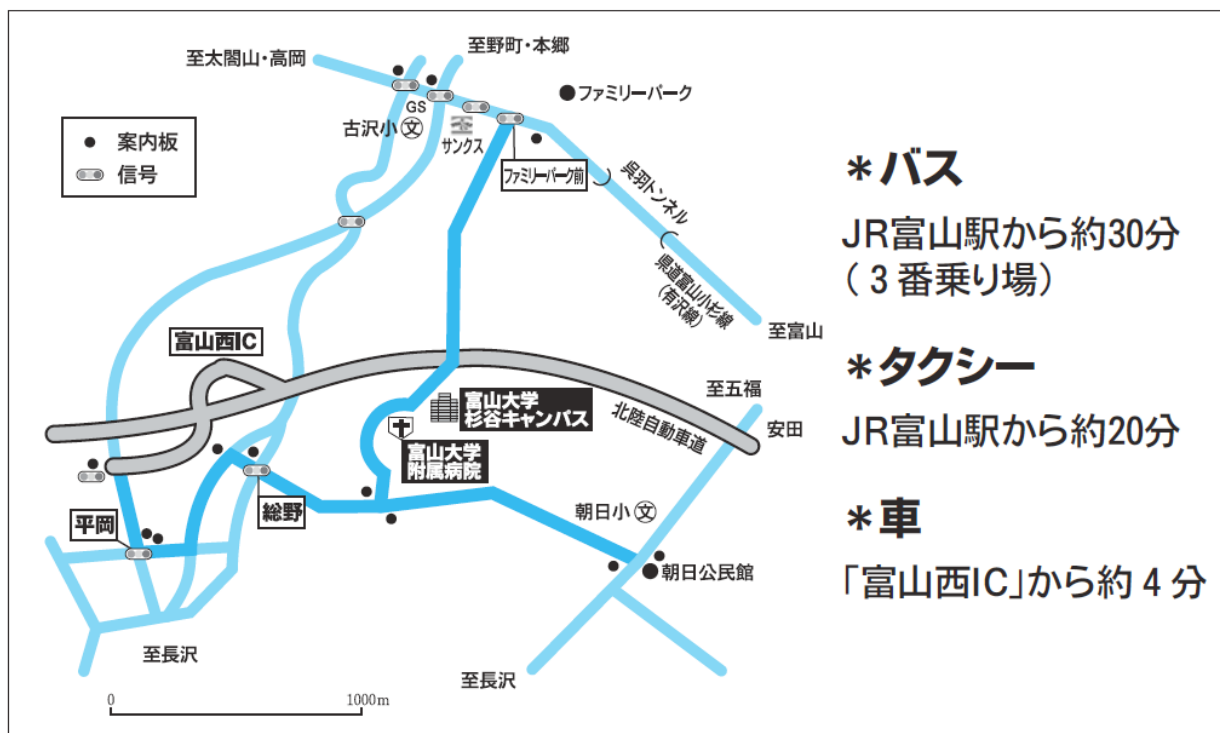 至太閤山・高岡
至野町・本郷
ファミリーパーク
GS
古沢小 文
サンクス
ファミリーパーク前
案内板
信号
呉羽トンネル
県道富山小杉線
(有沢線)
至富山
富山西IC
富山大学
杉谷キャンパス
富山大学
附属病院
北陸自動車道
至五福
安田
平岡
総野
朝日小 文
朝日公民館
至長沢
至長沢
0 1000m
*バス
JR富山駅から約30分
(3番乗り場)
*タクシー
JR富山駅から約20分
*車
「富山西IC」から約4分